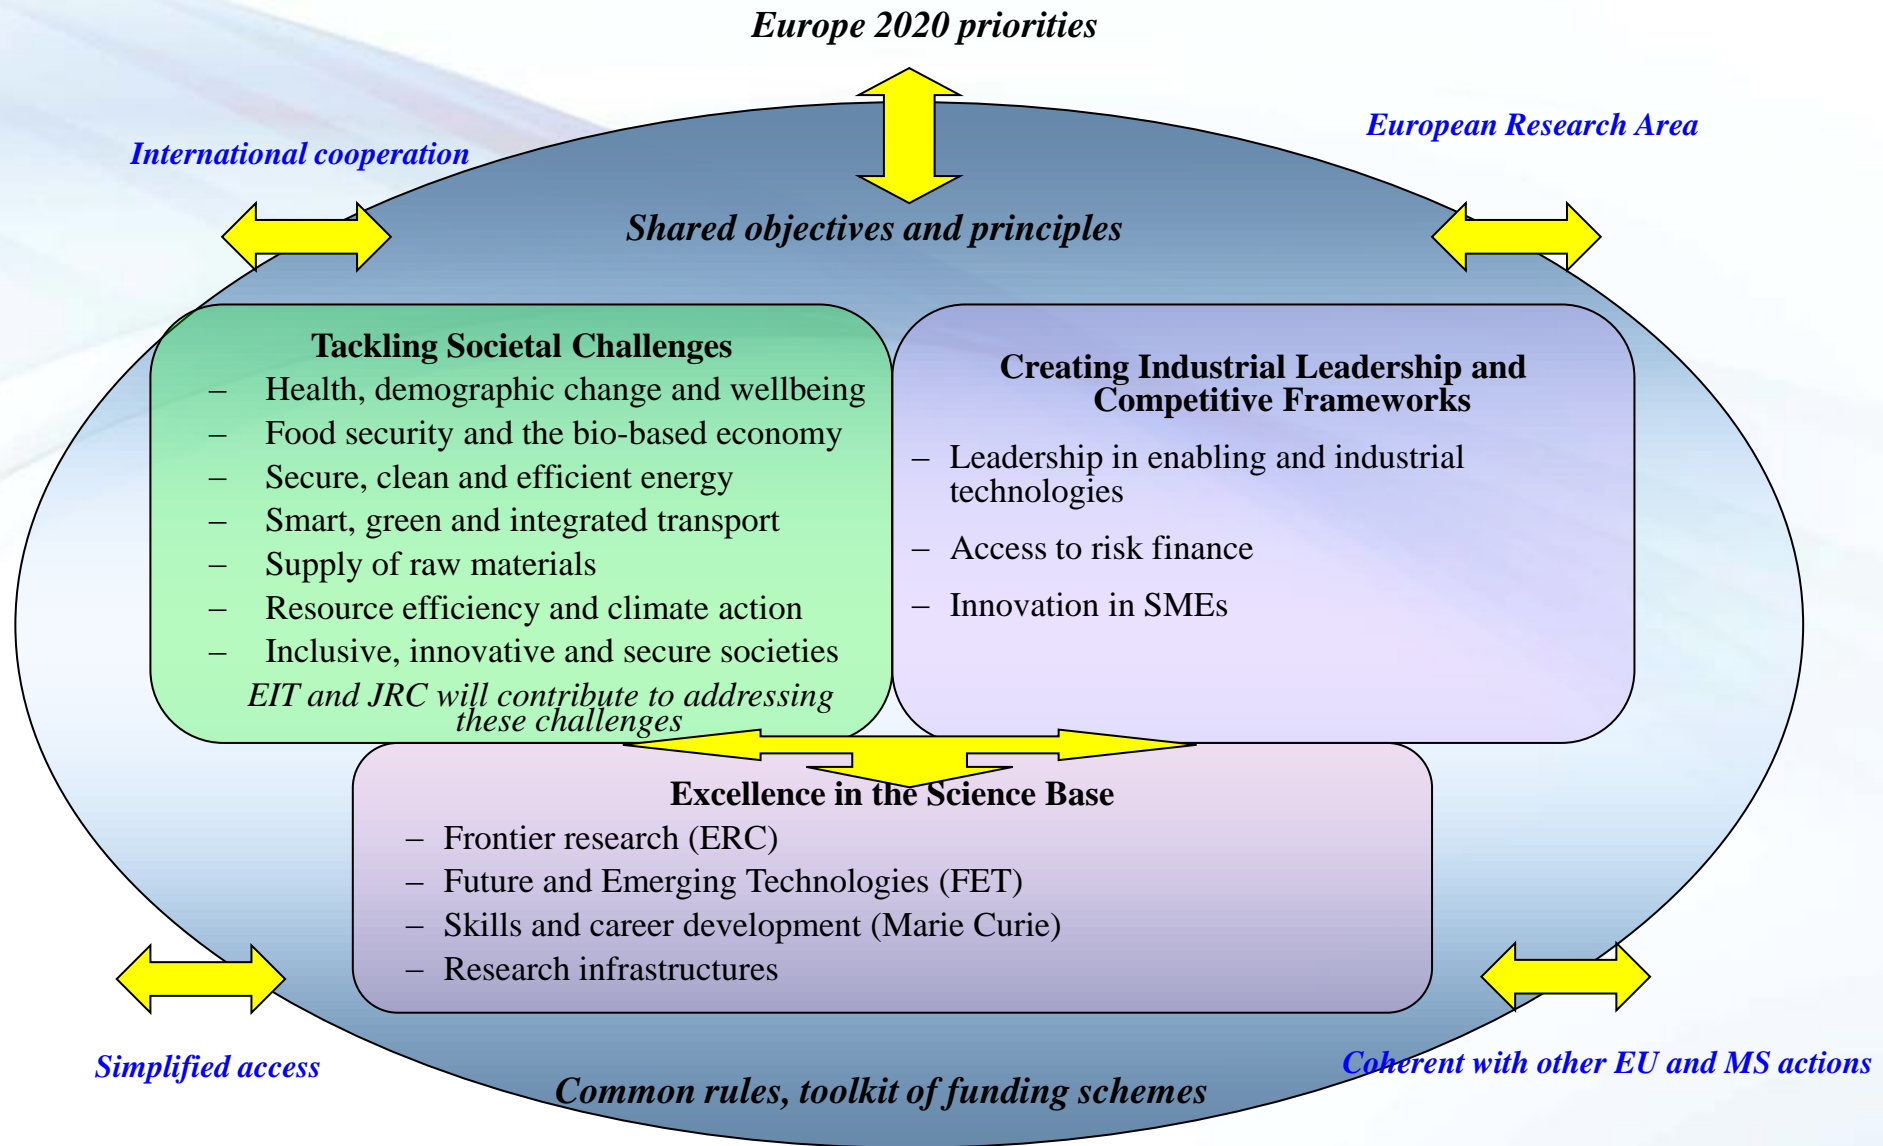 Europe 2020 priorities
International cooperation
European Research Area
Shared objectives and principles
Tackling Societal Challenges
– Health, demographic change and wellbeing
– Food security and the bio-based economy
– Secure, clean and efficient energy
– Smart, green and integrated transport
– Supply of raw materials
– Resource efficiency and climate action
– Inclusive, innovative and secure societies
EIT and JRC will contribute to addressing
these challenges
Creating Industrial Leadership and
Competitive Frameworks
– Leadership in enabling and industrial
technologies
– Access to risk finance
– Innovation in SMEs
Excellence in the Science Base
– Frontier research (ERC)
– Future and Emerging Technologies (FET)
– Skills and career development (Marie Curie)
– Research infrastructures
Simplified access
Coherent with other EU and MS actions
Common rules, toolkit of funding schemes